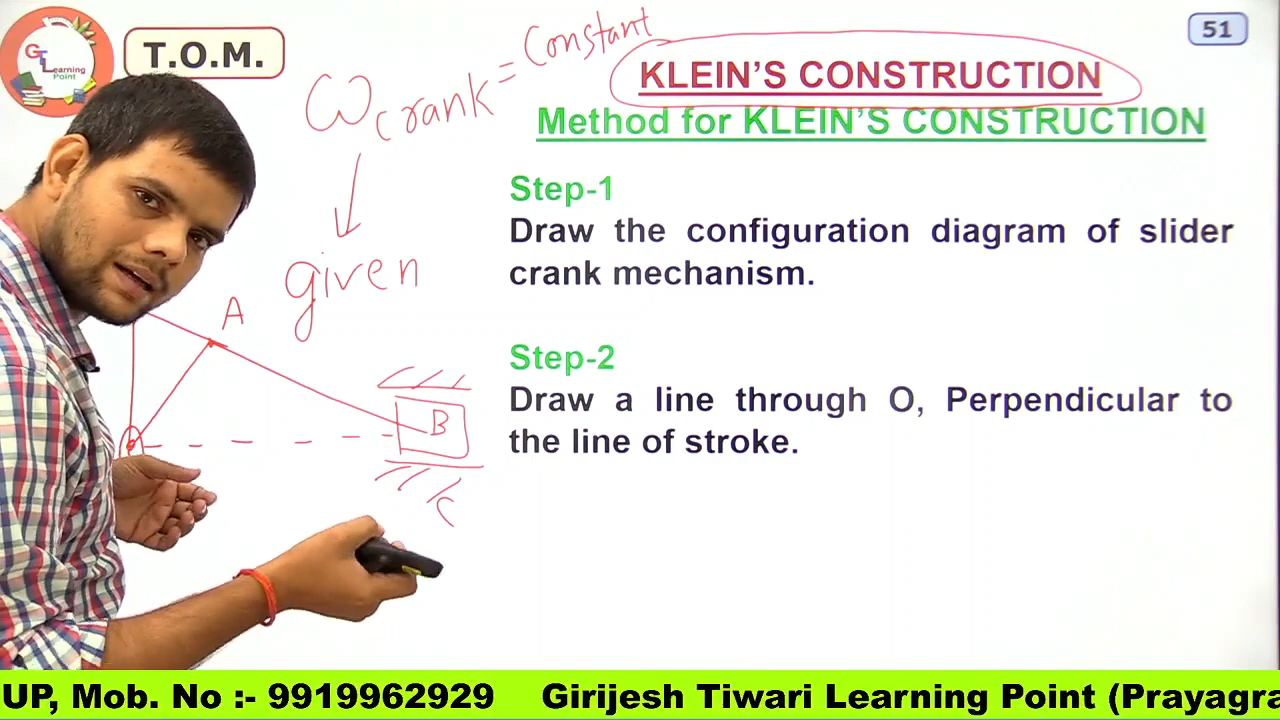 GTLearning
Point
T.O.M.
51
ω crank = Constant
given
KLEIN'S CONSTRUCTION
Method for KLEIN'S CONSTRUCTION
Step-1
Draw the configuration diagram of slider
crank mechanism.
Step-2
Draw a line through O, Perpendicular to
the line of stroke.
A
B
C
UP, Mob. No :- 9919962929 Girijesh Tiwari Learning Point (Prayagra